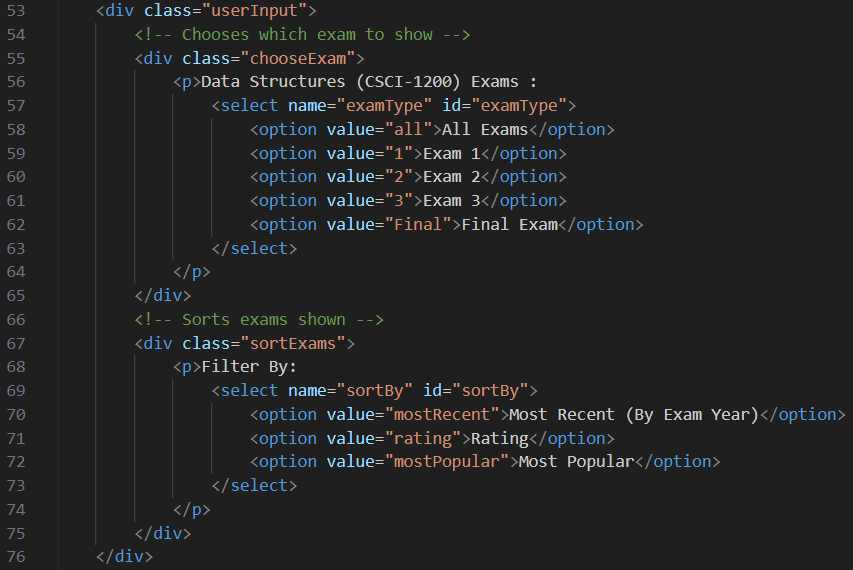 53 <div class="userInput">
54 <!-- Chooses which exam to show -->
55 <div class="chooseExam">
56 <p>Data Structures (CSCI-1200) Exams :
57 <select name="examType" id="examType">
58 <option value="all">All Exams</option>
59 <option value="1">Exam 1</option>
60 <option value="2">Exam 2</option>
61 <option value="3">Exam 3</option>
62 <option value="Final">Final Exam</option>
63 </select>
64 </p>
65 </div>
66 <!-- Sorts exams shown -->
67 <div class="sortExams">
68 <p>Filter By:
69 <select name="sortBy" id="sortBy">
70 <option value="mostRecent">Most Recent (By Exam Year)</option>
71 <option value="rating">Rating</option>
72 <option value="mostPopular">Most Popular</option>
73 </select>
74 </p>
75 </div>
76 </div>